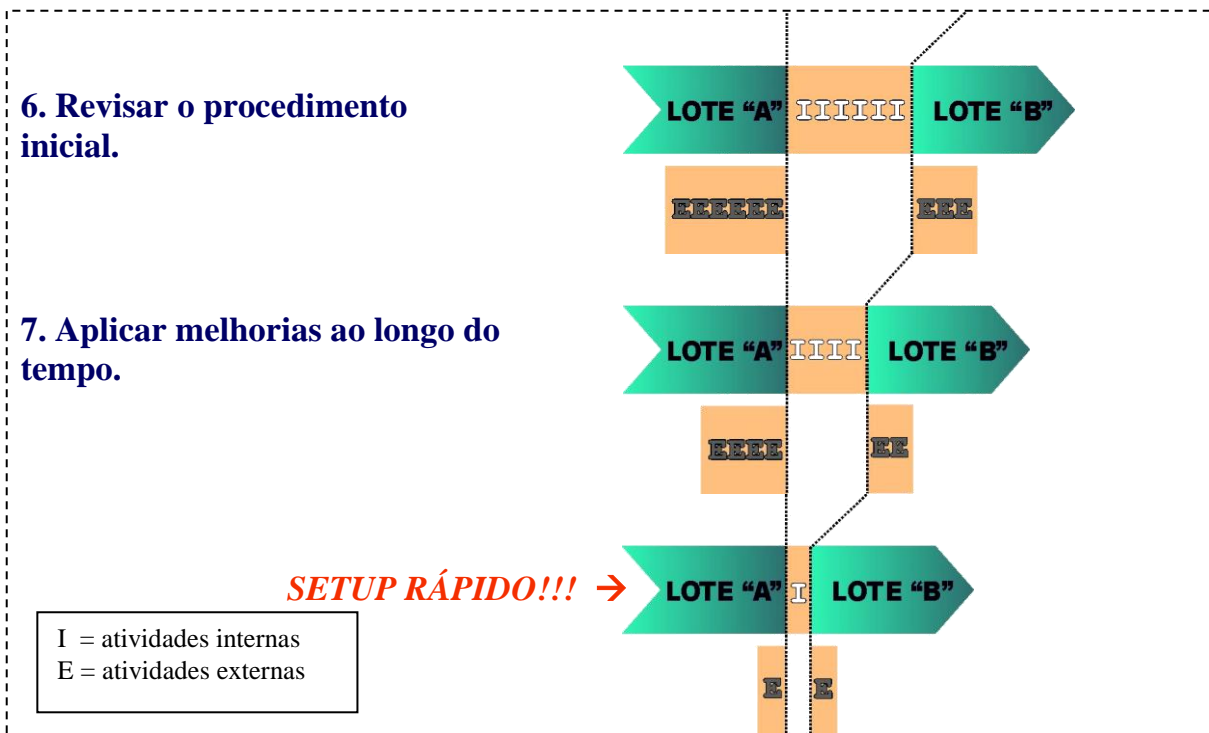 6. Revisar o procedimento
inicial.
LOTE “A” IIIIII LOTE “B”
EEEEEE EEE
7. Aplicar melhorias ao longo do
tempo.
LOTE “A” IIII LOTE “B”
EEEE EE
SETUP RÁPIDO!!! → LOTE “A” I LOTE “B”
I = atividades internas
E = atividades externas
E E